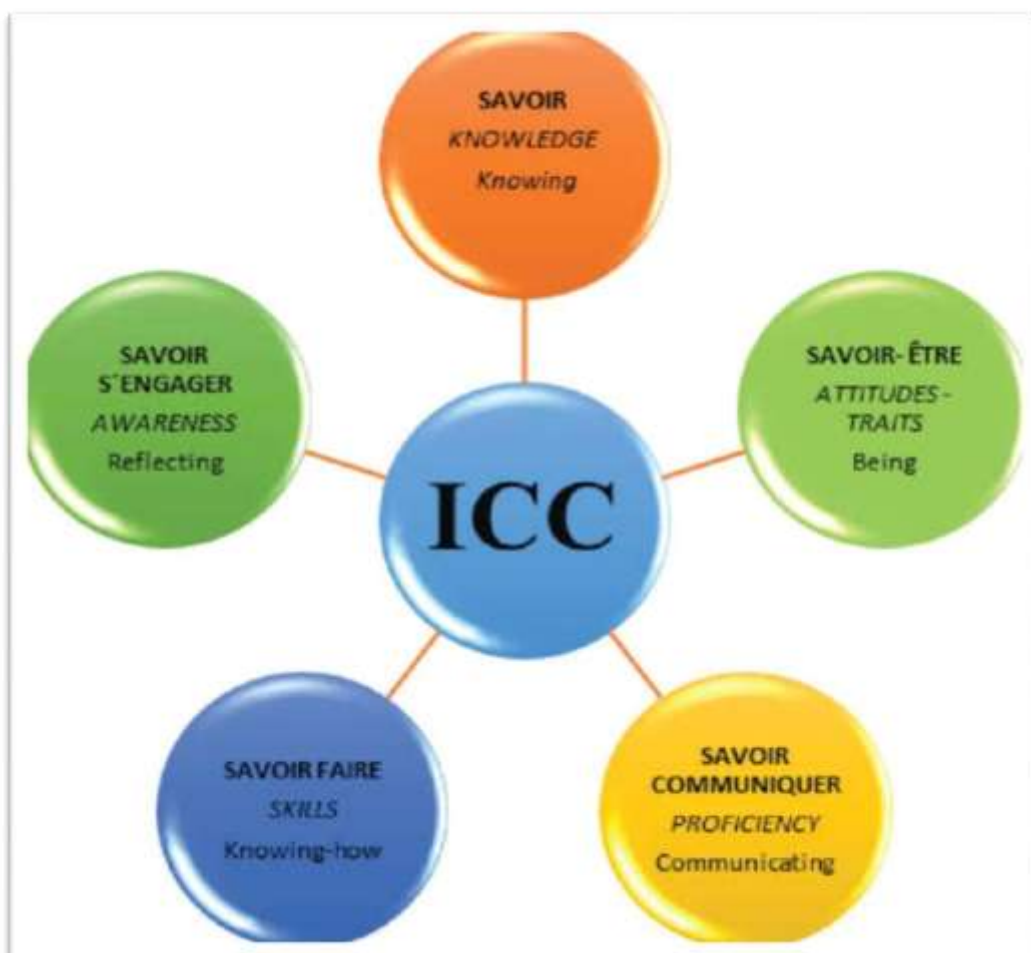 SAVOIR
KNOWLEDGE
Knowing
SAVOIR
S´ENGAGER
AWARENESS
Reflecting
SAVOIR- ÊTRE
ATTITUDES -
TRAITS
Being
ICC
SAVOIR FAIRE
SKILLS
Knowing-how
SAVOIR
COMMUNIQUER
PROFICIENCY
Communicating